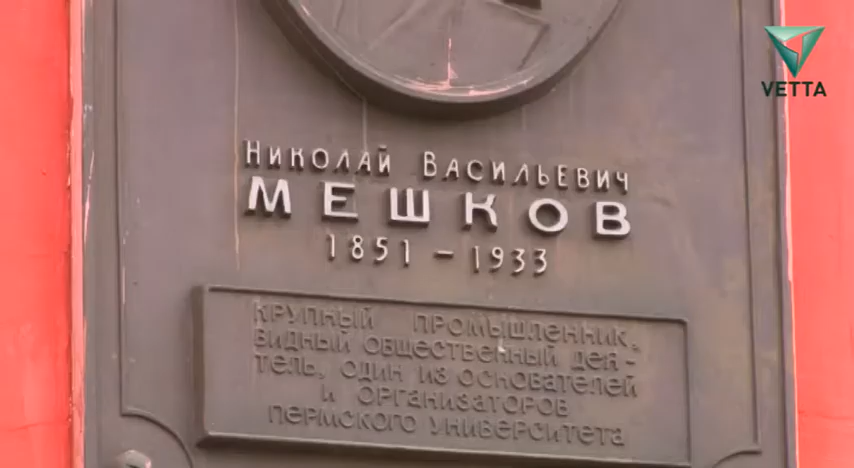 VETTA
Николай Васильевич
МЕШКОВ
1851 – 1933
крупный промышленник,
видный общественный дея-
тель, один из основателей
и организаторов
пермского университета